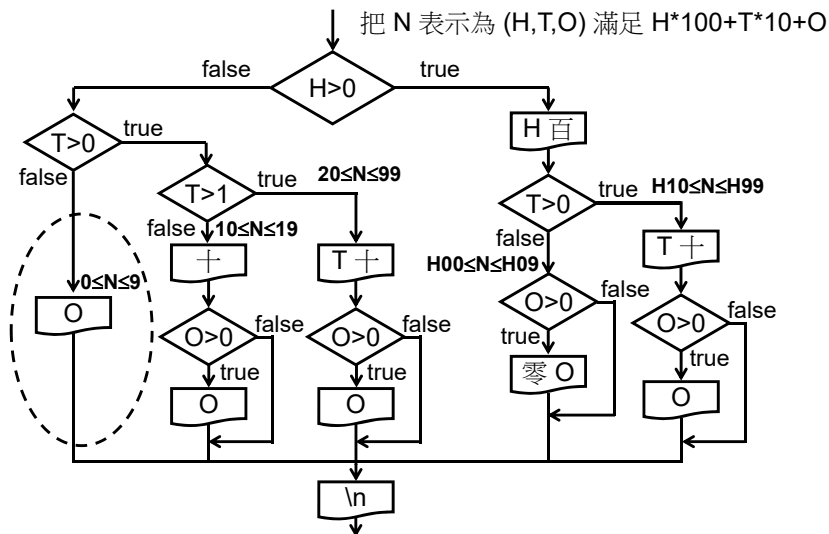 把 N 表示為 (H,T,O) 滿足 H*100+T*10+O
false
H>0
true
T>0
true
H 百
false
T>1
true
20≤N≤99
T>0
true
H10≤N≤H99
false
10≤N≤19
false
0≤N≤9
十
T 十
H00≤N≤H09
T 十
O
O>0
false
O>0
false
O>0
false
O>0
false
true
true
true
true
O
O
零 O
O
\n